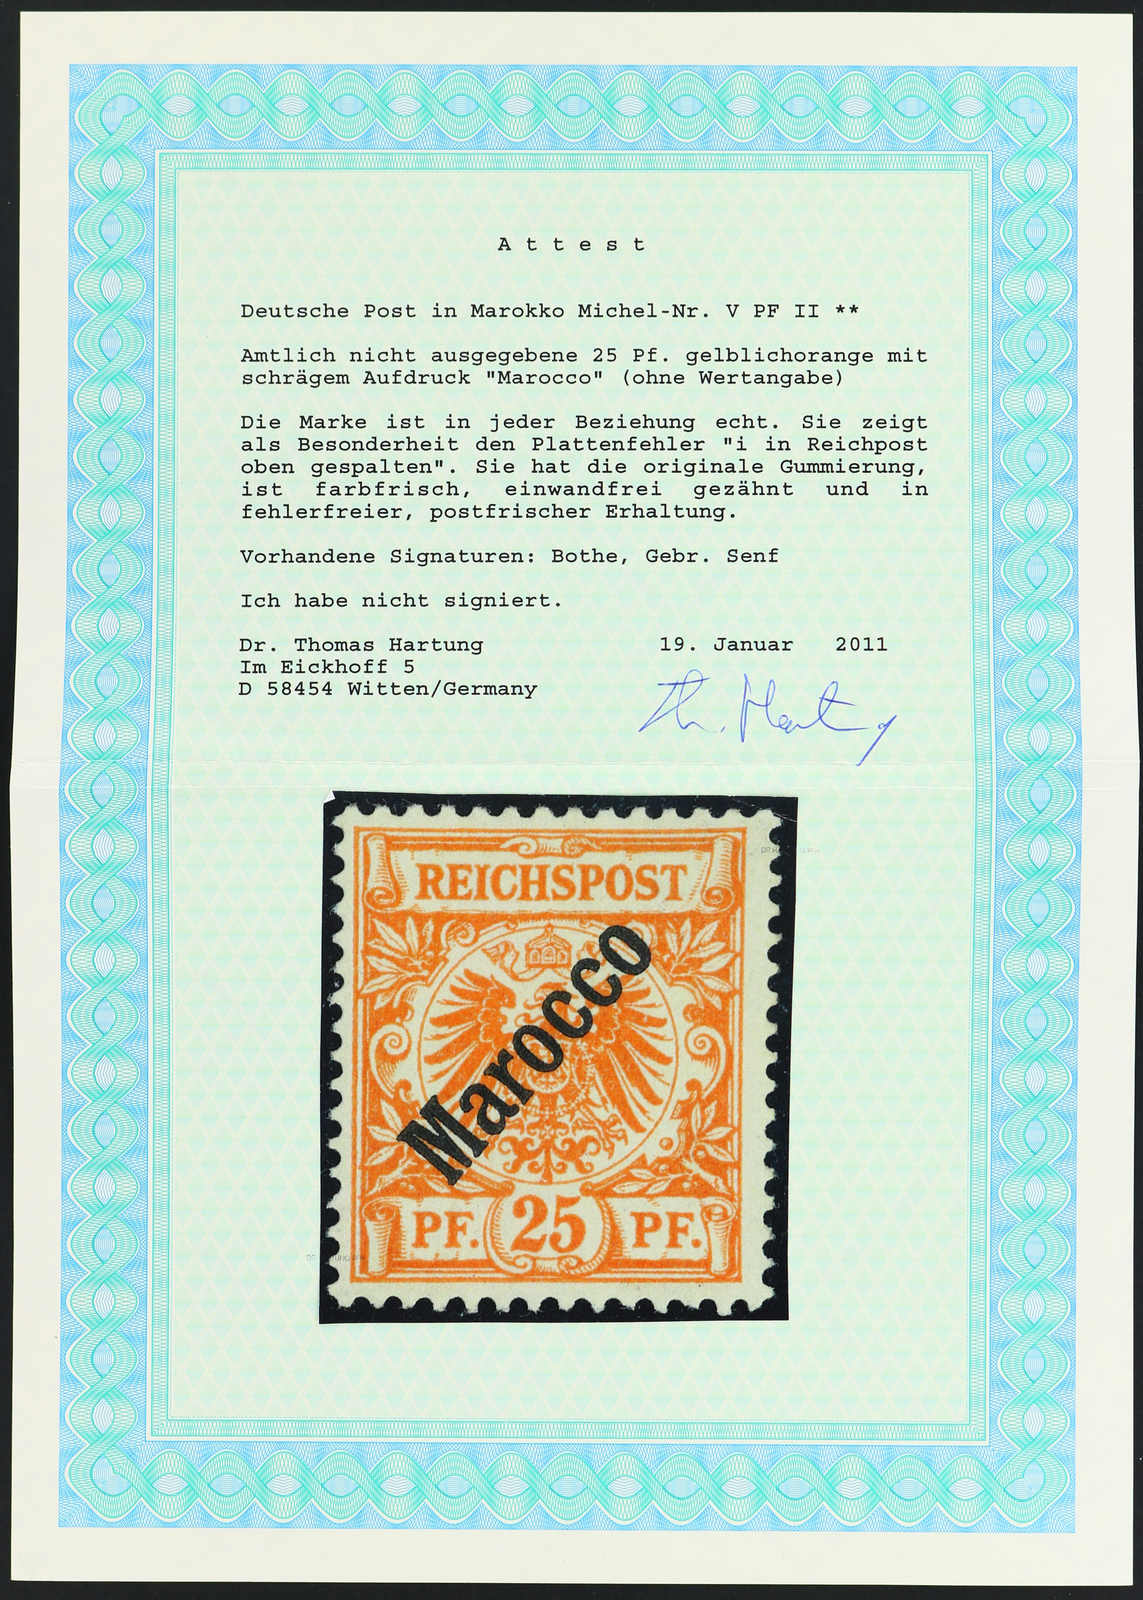 A t t e s t
Deutsche Post in Marokko Michel-Nr. V PF II **
Amtlich nicht ausgegebene 25 Pf. gelblichorange mit
schrägem Aufdruck "Marocco" (ohne Wertangabe)
Die Marke ist in jeder Beziehung echt. Sie zeigt
als Besonderheit den Plattenfehler "i in Reichpost
oben gespalten". Sie hat die originale Gummierung,
ist farbfrisch, einwandfrei gezähnt und in
fehlerfreier, postfrischer Erhaltung.
Vorhandene Signaturen: Bothe, Gebr. Senf
Ich habe nicht signiert.
Dr. Thomas Hartung 19. Januar 2011
Im Eickhoff 5
D 58454 Witten/Germany
Th. Hartung
REICHSPOST
Marocco
PF. 25 PF.